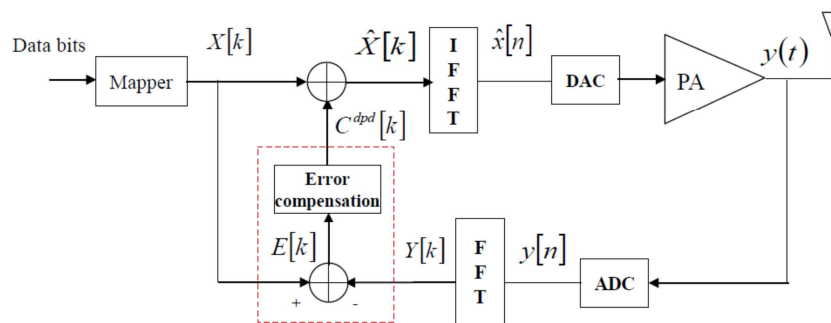 Data bits
Mapper
X[k]
C^{dpd}[k]
X̂[k]
I
F
F
T
x̂[n]
DAC
PA
y(t)
Error
compensation
E[k]
+
-
Y[k]
F
F
T
y[n]
ADC